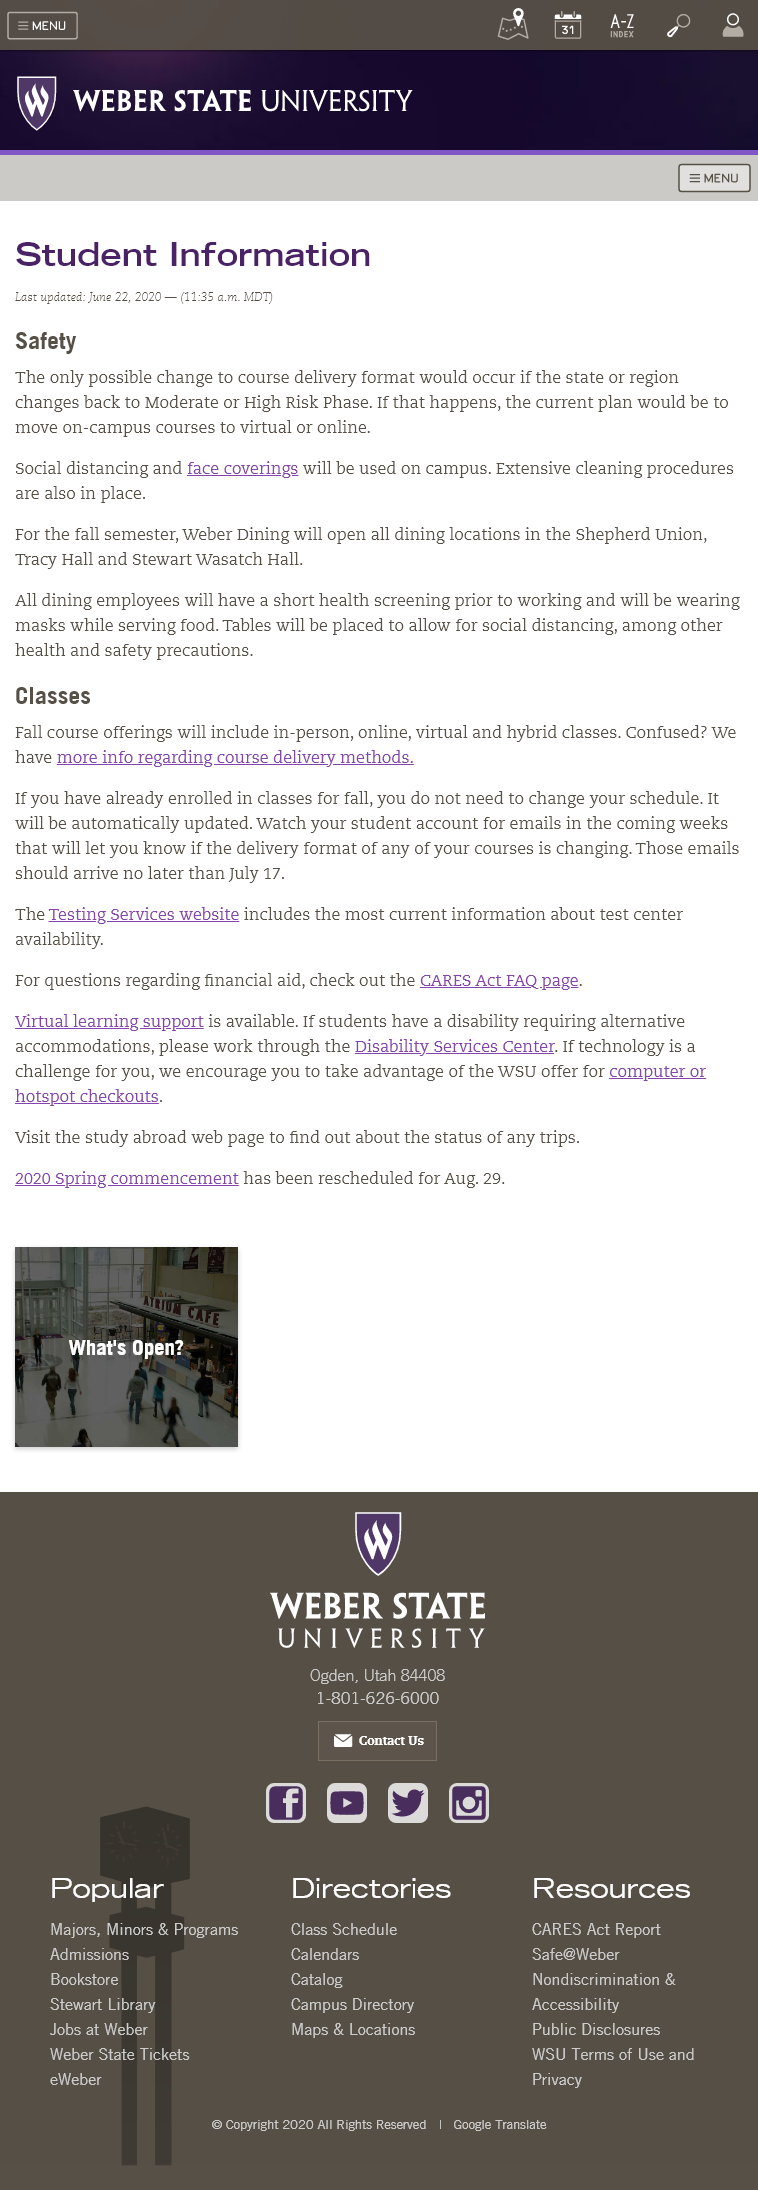 MENU
31
A-Z
INDEX
WEBER STATE UNIVERSITY
MENU
Student Information
Last updated: June 22, 2020 — (11:35 a.m. MDT)
Safety
The only possible change to course delivery format would occur if the state or region
changes back to Moderate or High Risk Phase. If that happens, the current plan would be to
move on-campus courses to virtual or online.
Social distancing and face coverings will be used on campus. Extensive cleaning procedures
are also in place.
For the fall semester, Weber Dining will open all dining locations in the Shepherd Union,
Tracy Hall and Stewart Wasatch Hall.
All dining employees will have a short health screening prior to working and will be wearing
masks while serving food. Tables will be placed to allow for social distancing, among other
health and safety precautions.
Classes
Fall course offerings will include in-person, online, virtual and hybrid classes. Confused? We
have more info regarding course delivery methods.
If you have already enrolled in classes for fall, you do not need to change your schedule. It
will be automatically updated. Watch your student account for emails in the coming weeks
that will let you know if the delivery format of any of your courses is changing. Those emails
should arrive no later than July 17.
The Testing Services website includes the most current information about test center
availability.
For questions regarding financial aid, check out the CARES Act FAQ page.
Virtual learning support is available. If students have a disability requiring alternative
accommodations, please work through the Disability Services Center. If technology is a
challenge for you, we encourage you to take advantage of the WSU offer for computer or
hotspot checkouts.
Visit the study abroad web page to find out about the status of any trips.
2020 Spring commencement has been rescheduled for Aug. 29.
ATRIUM CAFE
What's Open?
WEBER STATE
UNIVERSITY
Ogden, Utah 84408
1-801-626-6000
Contact Us
Popular
Majors, Minors & Programs
Admissions
Bookstore
Stewart Library
Jobs at Weber
Weber State Tickets
eWeber
Directories
Class Schedule
Calendars
Catalog
Campus Directory
Maps & Locations
Resources
CARES Act Report
Safe@Weber
Nondiscrimination &
Accessibility
Public Disclosures
WSU Terms of Use and
Privacy
© Copyright 2020 All Rights Reserved | Google Translate